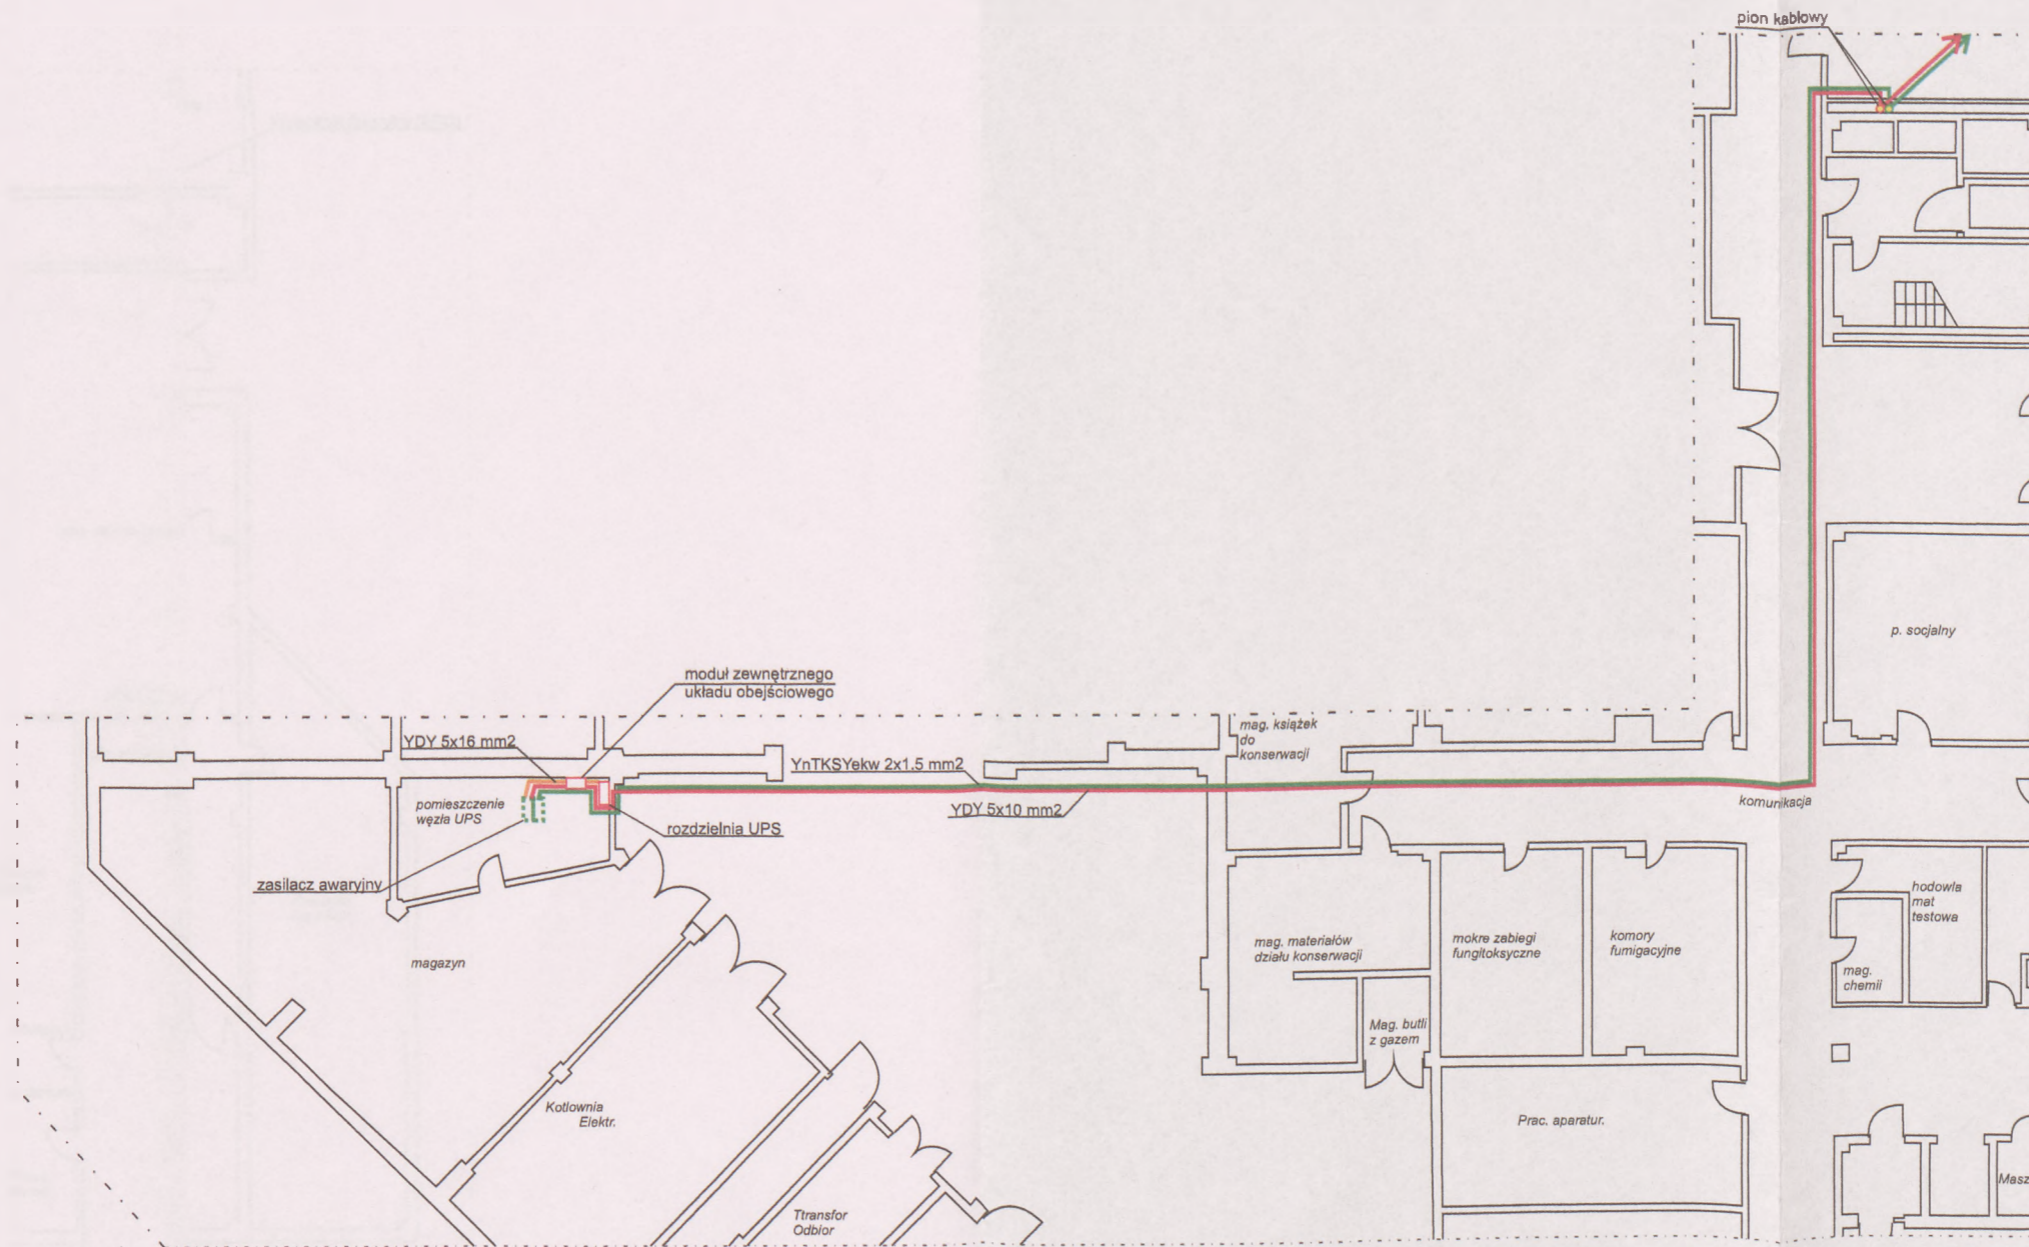 pion kablowy
p. socjalny
moduł zewnętrznego
układu obejściowego
mag. książek
do
konserwacji
YDY 5x16 mm2
YnTKSYekw 2x1.5 mm2
YDY 5x10 mm2
komunikacja
pomieszczenie
węzła UPS
rozdzielnia UPS
zasilacz awaryjny
magazyn
mag. materiałów
działu konserwacji
mokre zabiegi
fungitoksyczne
komory
fumigacyjne
hodowla
mat
testowa
mag.
chemii
Mag. butli
z gazem
Kotłownia
Elektr.
Prac. aparatur.
Ttransfor
Odbior
Masz